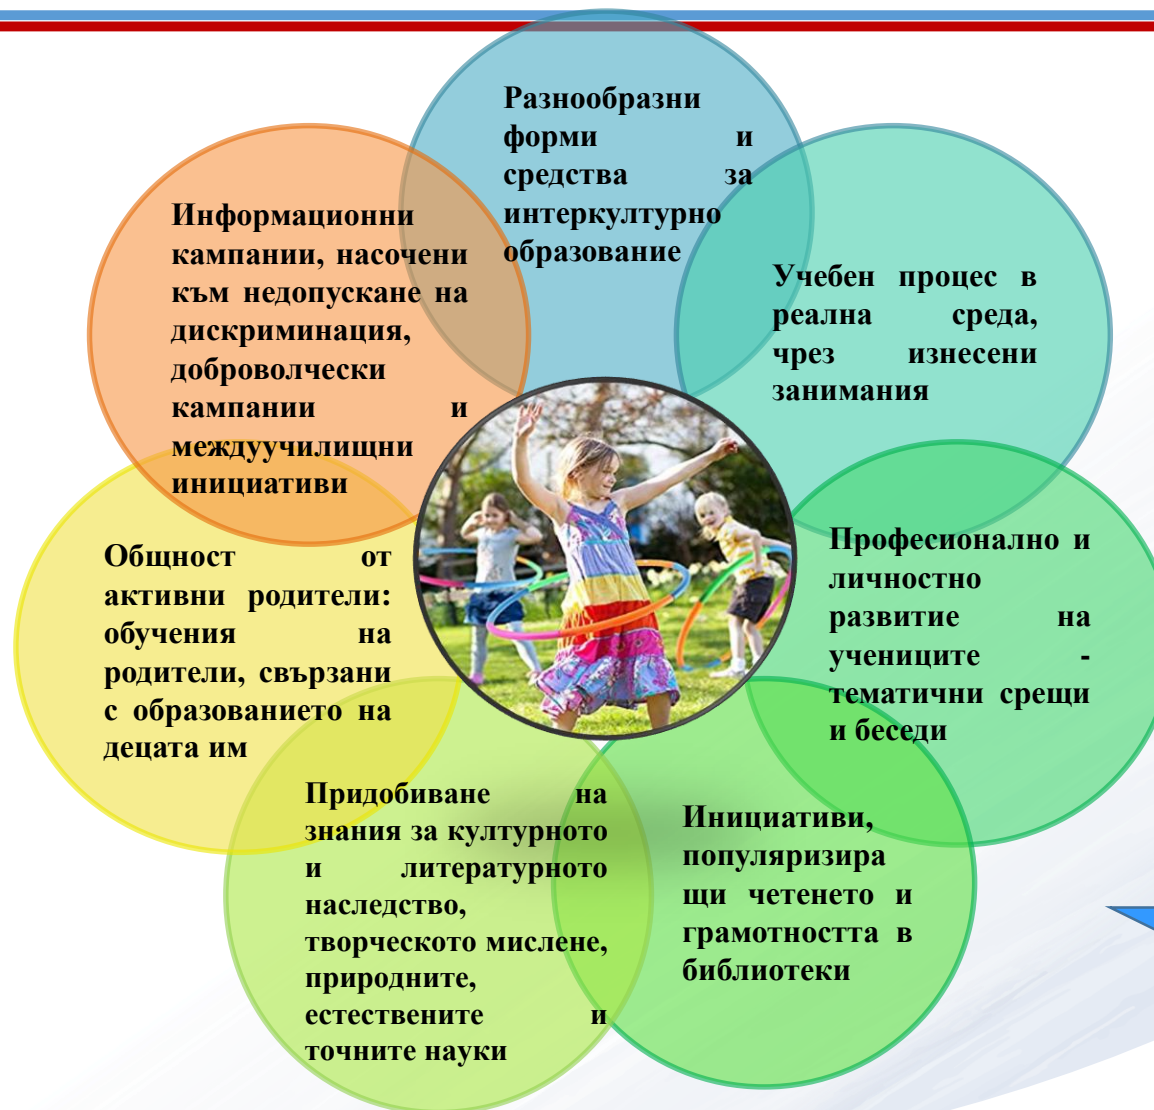 Разнообразни
форми и
средства за
интеркултурно
образование
Учебен процес в
реална среда,
чрез изнесени
занимания
Професионално и
личностно
развитие на
учениците -
тематични срещи
и беседи
Инициативи,
популяризира
щи четенето и
грамотността в
библиотеки
Придобиване на
знания за културното
и литературното
наследство,
творческото мислене,
природните,
естествените и
точните науки
Общност от
активни родители:
обучения на
родители, свързани
с образованието на
децата им
Информационни
кампании, насочени
към недопускане на
дискриминация,
доброволчески
кампании и
междуучилищни
инициативи